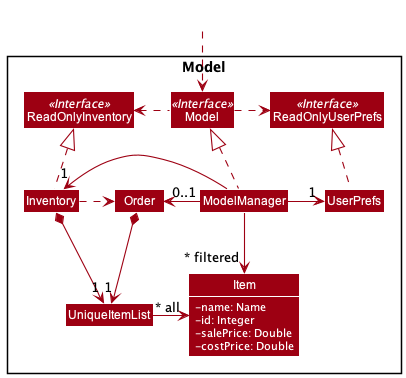 Model
«Interface»
ReadOnlyInventory
«Interface»
Model
«Interface»
ReadOnlyUserPrefs
1
Inventory
Order
0..1
ModelManager
1
UserPrefs
* filtered
1
1
UniqueItemList
* all
Item
–name: Name
–id: Integer
–salePrice: Double
–costPrice: Double